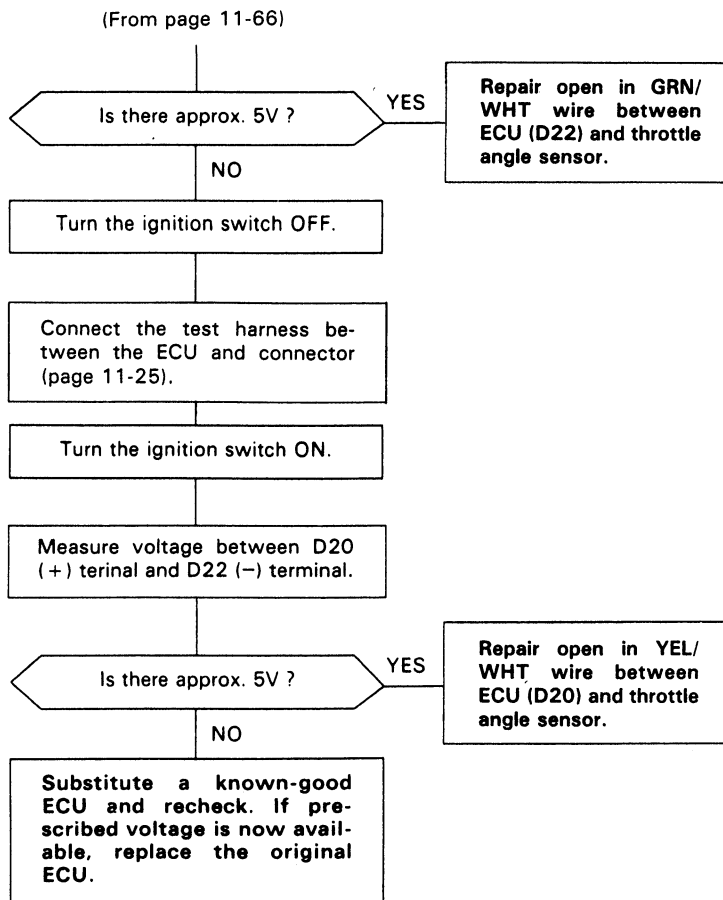 (From page 11-66)
Is there approx. 5V ?
YES
Repair open in GRN/
WHT wire between
ECU (D22) and throttle
angle sensor.
NO
Turn the ignition switch OFF.
Connect the test harness be-
tween the ECU and connector
(page 11-25).
Turn the ignition switch ON.
Measure voltage between D20
(+) terinal and D22 (−) terminal.
Is there approx. 5V ?
YES
Repair open in YEL/
WHT wire between
ECU (D20) and throttle
angle sensor.
NO
Substitute a known-good
ECU and recheck. If pre-
scribed voltage is now avail-
able, replace the original
ECU.